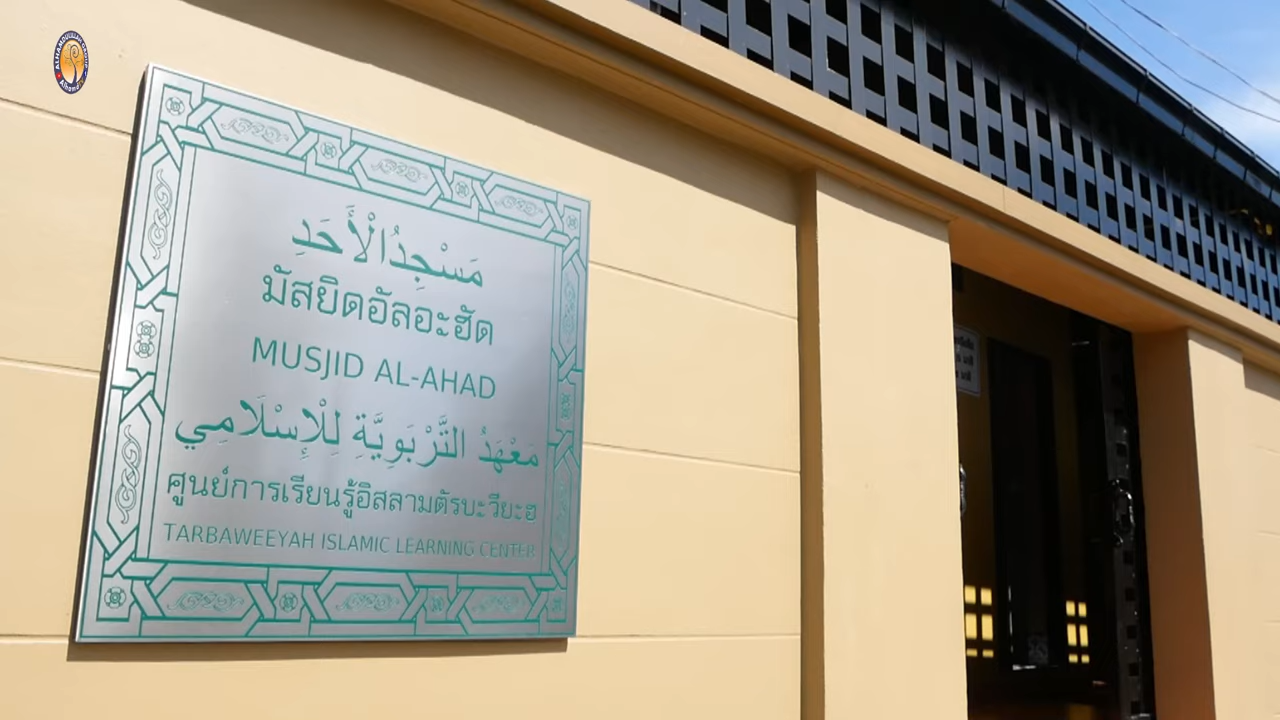 مَسْجِدُالْأَحَدِ
มัสยิดอัลอะฮัด
MUSJID AL-AHAD
مَعْهَدُ التَّرْبَوِيَّةِ لِلْإِسْلَامِي
ศูนย์การเรียนรู้อิสลามตัรบะวียะฮ
TARBAWEEYAH ISLAMIC LEARNING CENTER